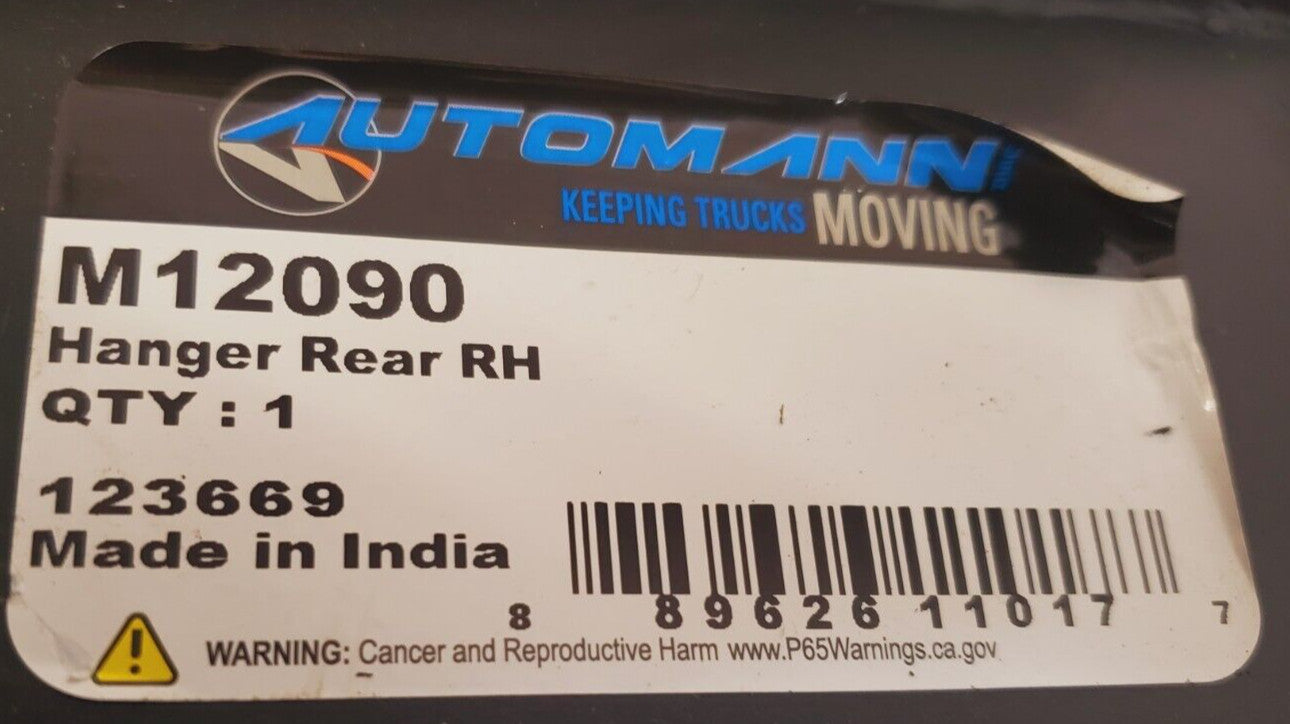 AUTOMANN
KEEPING TRUCKS MOVING
M12090
Hanger Rear RH
QTY : 1
123669
Made in India
8 89626 11017 7
WARNING: Cancer and Reproductive Harm www.P65Warnings.ca.gov